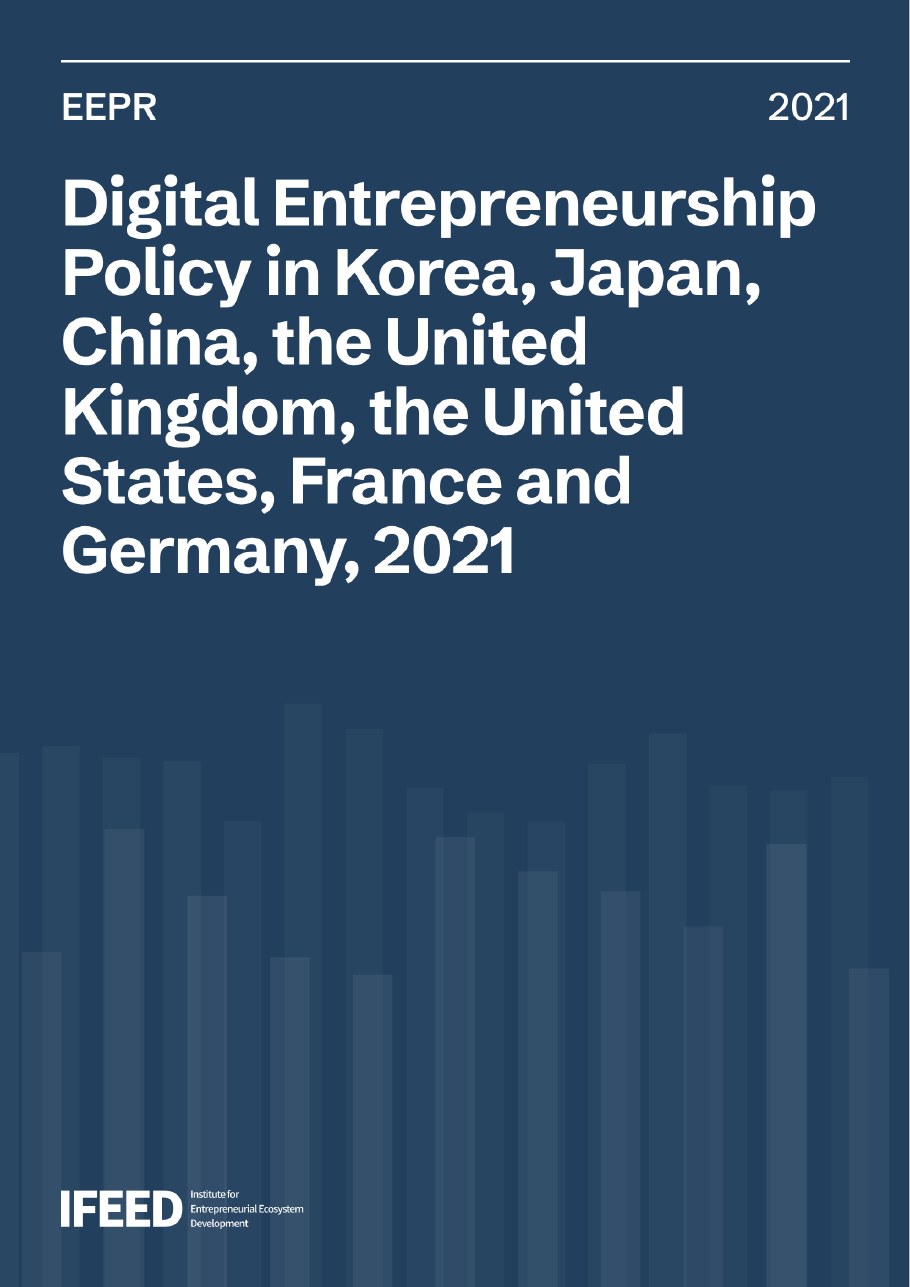 EEPR
2021
Digital Entrepreneurship
Policy in Korea, Japan,
China, the United
Kingdom, the United
States, France and
Germany, 2021
IFEED
Institute for
Entrepreneurial Ecosystem
Development